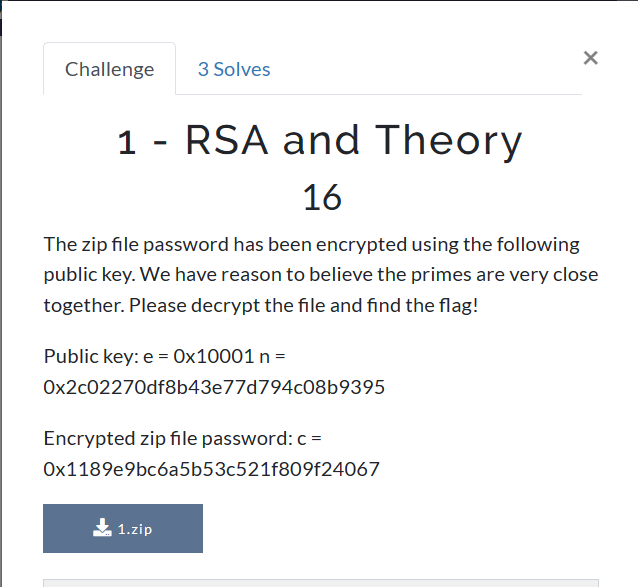 Challenge
3 Solves
×
1 - RSA and Theory
16
The zip file password has been encrypted using the following
public key. We have reason to believe the primes are very close
together. Please decrypt the file and find the flag!
Public key: e = 0x10001 n =
0x2c02270df8b43e77d794c08b9395
Encrypted zip file password: c =
0x1189e9bc6a5b53c521f809f24067
1.zip